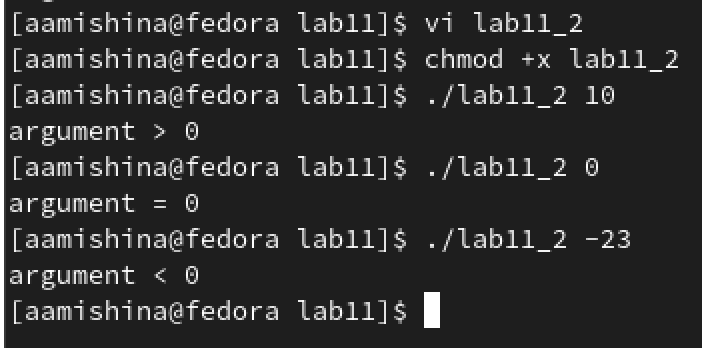 [aamishina@fedora lab11]$ vi lab11_2
[aamishina@fedora lab11]$ chmod +x lab11_2
[aamishina@fedora lab11]$ ./lab11_2 10
argument > 0
[aamishina@fedora lab11]$ ./lab11_2 0
argument = 0
[aamishina@fedora lab11]$ ./lab11_2 -23
argument < 0
[aamishina@fedora lab11]$